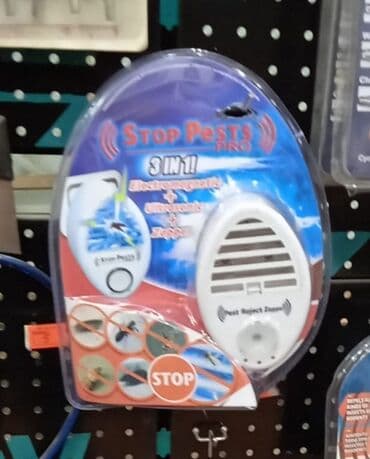 STOP PESTS
PRO
3 IN 1!
Electromagnetic
+
Ultrasonic
+
Zapper
STOP PESTS
Pest Reject Zapper
STOP